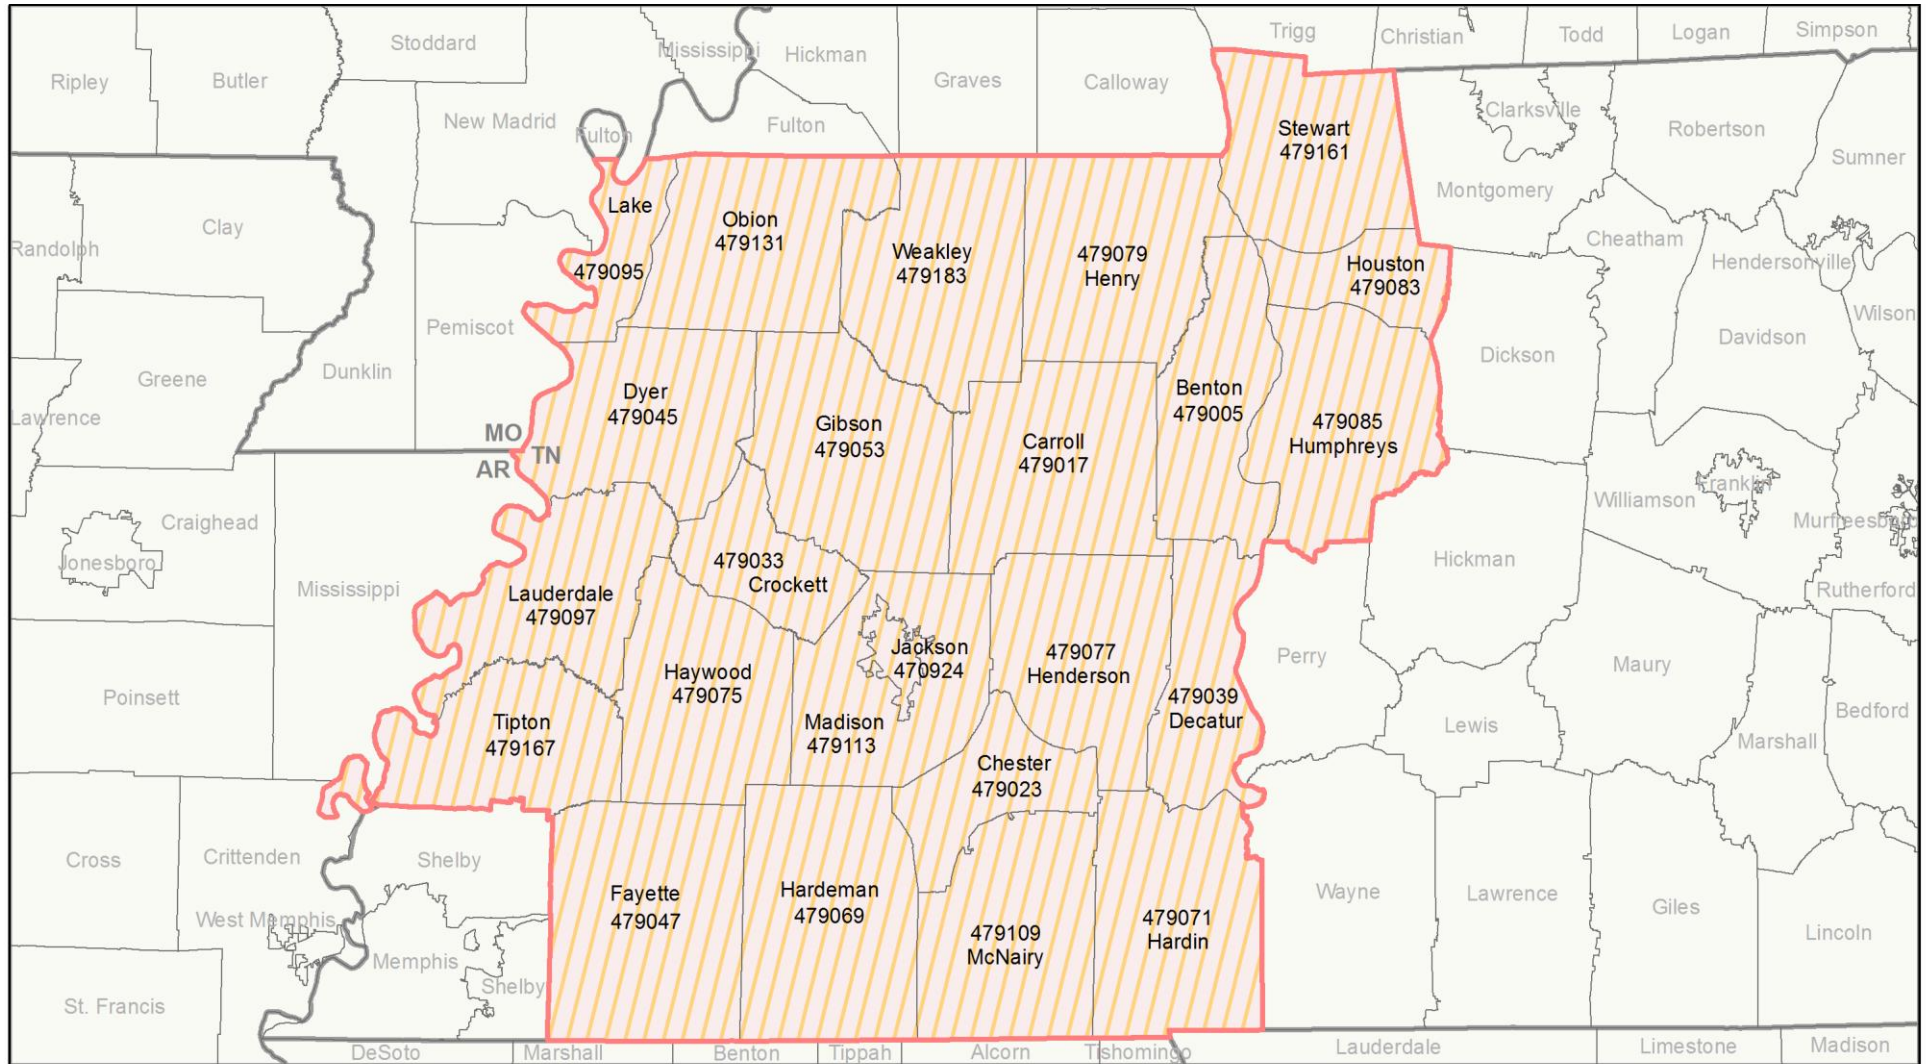 Stoddard
Mississippi
Hickman
Trigg
Christian
Todd
Logan
Simpson
Ripley
Butler
Graves
Calloway
New Madrid
Fulton
Fulton
Clarksville
Robertson
Sumner
Stewart
479161
Montgomery
Clay
Randolph
Lake
479095
Obion
479131
Weakley
479183
479079
Henry
Houston
479083
Cheatham
Hendersonville
Wilson
Pemiscot
Davidson
Dickson
Greene
Dunklin
Lawrence
Dyer
479045
Gibson
479053
Carroll
479017
Benton
479005
479085
Humphreys
MO
TN
AR
Franklin
Williamson
Craighead
Murfreesboro
Jonesboro
Mississippi
479033
Crockett
Hickman
Rutherford
Lauderdale
479097
Haywood
479075
Jackson
470924
479077
Henderson
479039
Decatur
Perry
Maury
Poinsett
Tipton
479167
Madison
479113
Chester
479023
Lewis
Marshall
Bedford
Cross
Crittenden
Shelby
West Memphis
Fayette
479047
Hardeman
479069
479109
McNairy
479071
Hardin
Wayne
Lawrence
Giles
Lincoln
Memphis
Shelby
St. Francis
DeSoto
Marshall
Benton
Tippah
Alcorn
Tishomingo
Lauderdale
Limestone
Madison